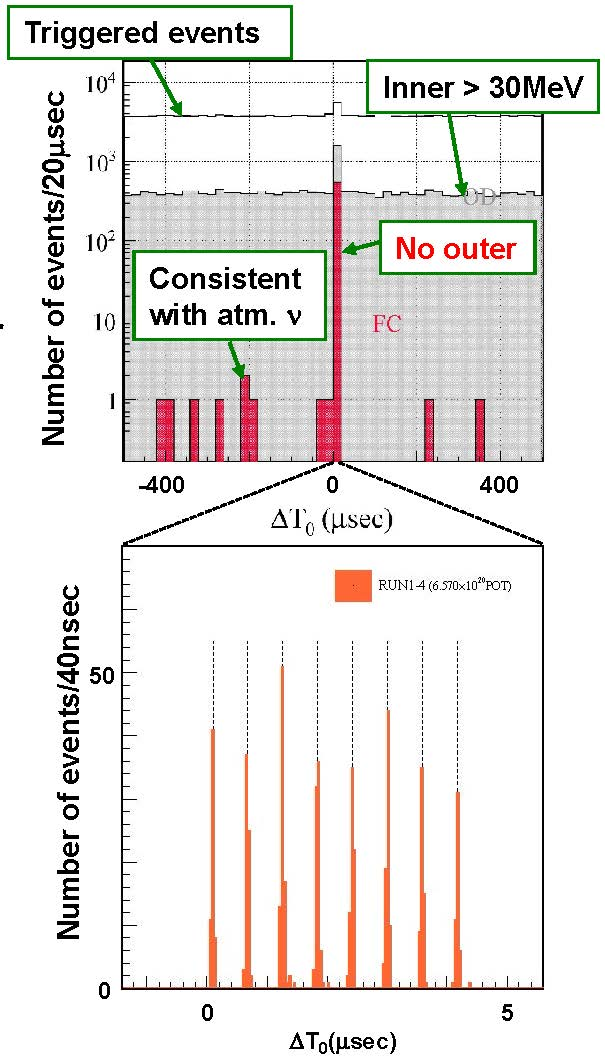 Triggered events
Inner > 30MeV
Number of events/20μsec
10⁴
10³
10²
10
1
OD
No outer
Consistent
with atm. ν
FC
-400
0
400
ΔT₀ (μsec)
Number of events/40nsec
RUN1-4 (6.570×10²⁰POT)
50
0
0
5
ΔT₀(μsec)